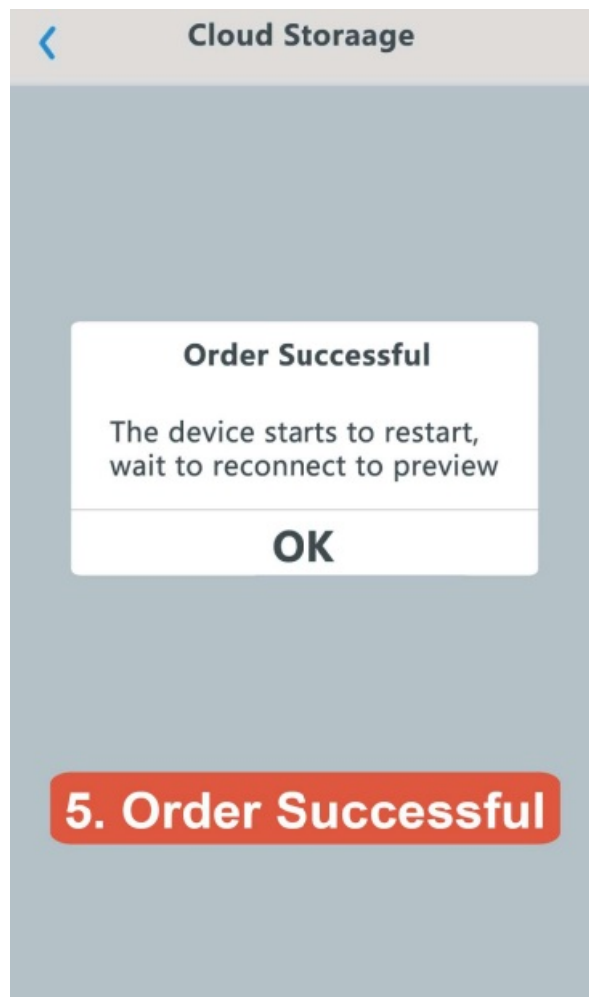 Cloud Storaage
Order Successful
The device starts to restart,
wait to reconnect to preview
OK
5. Order Successful